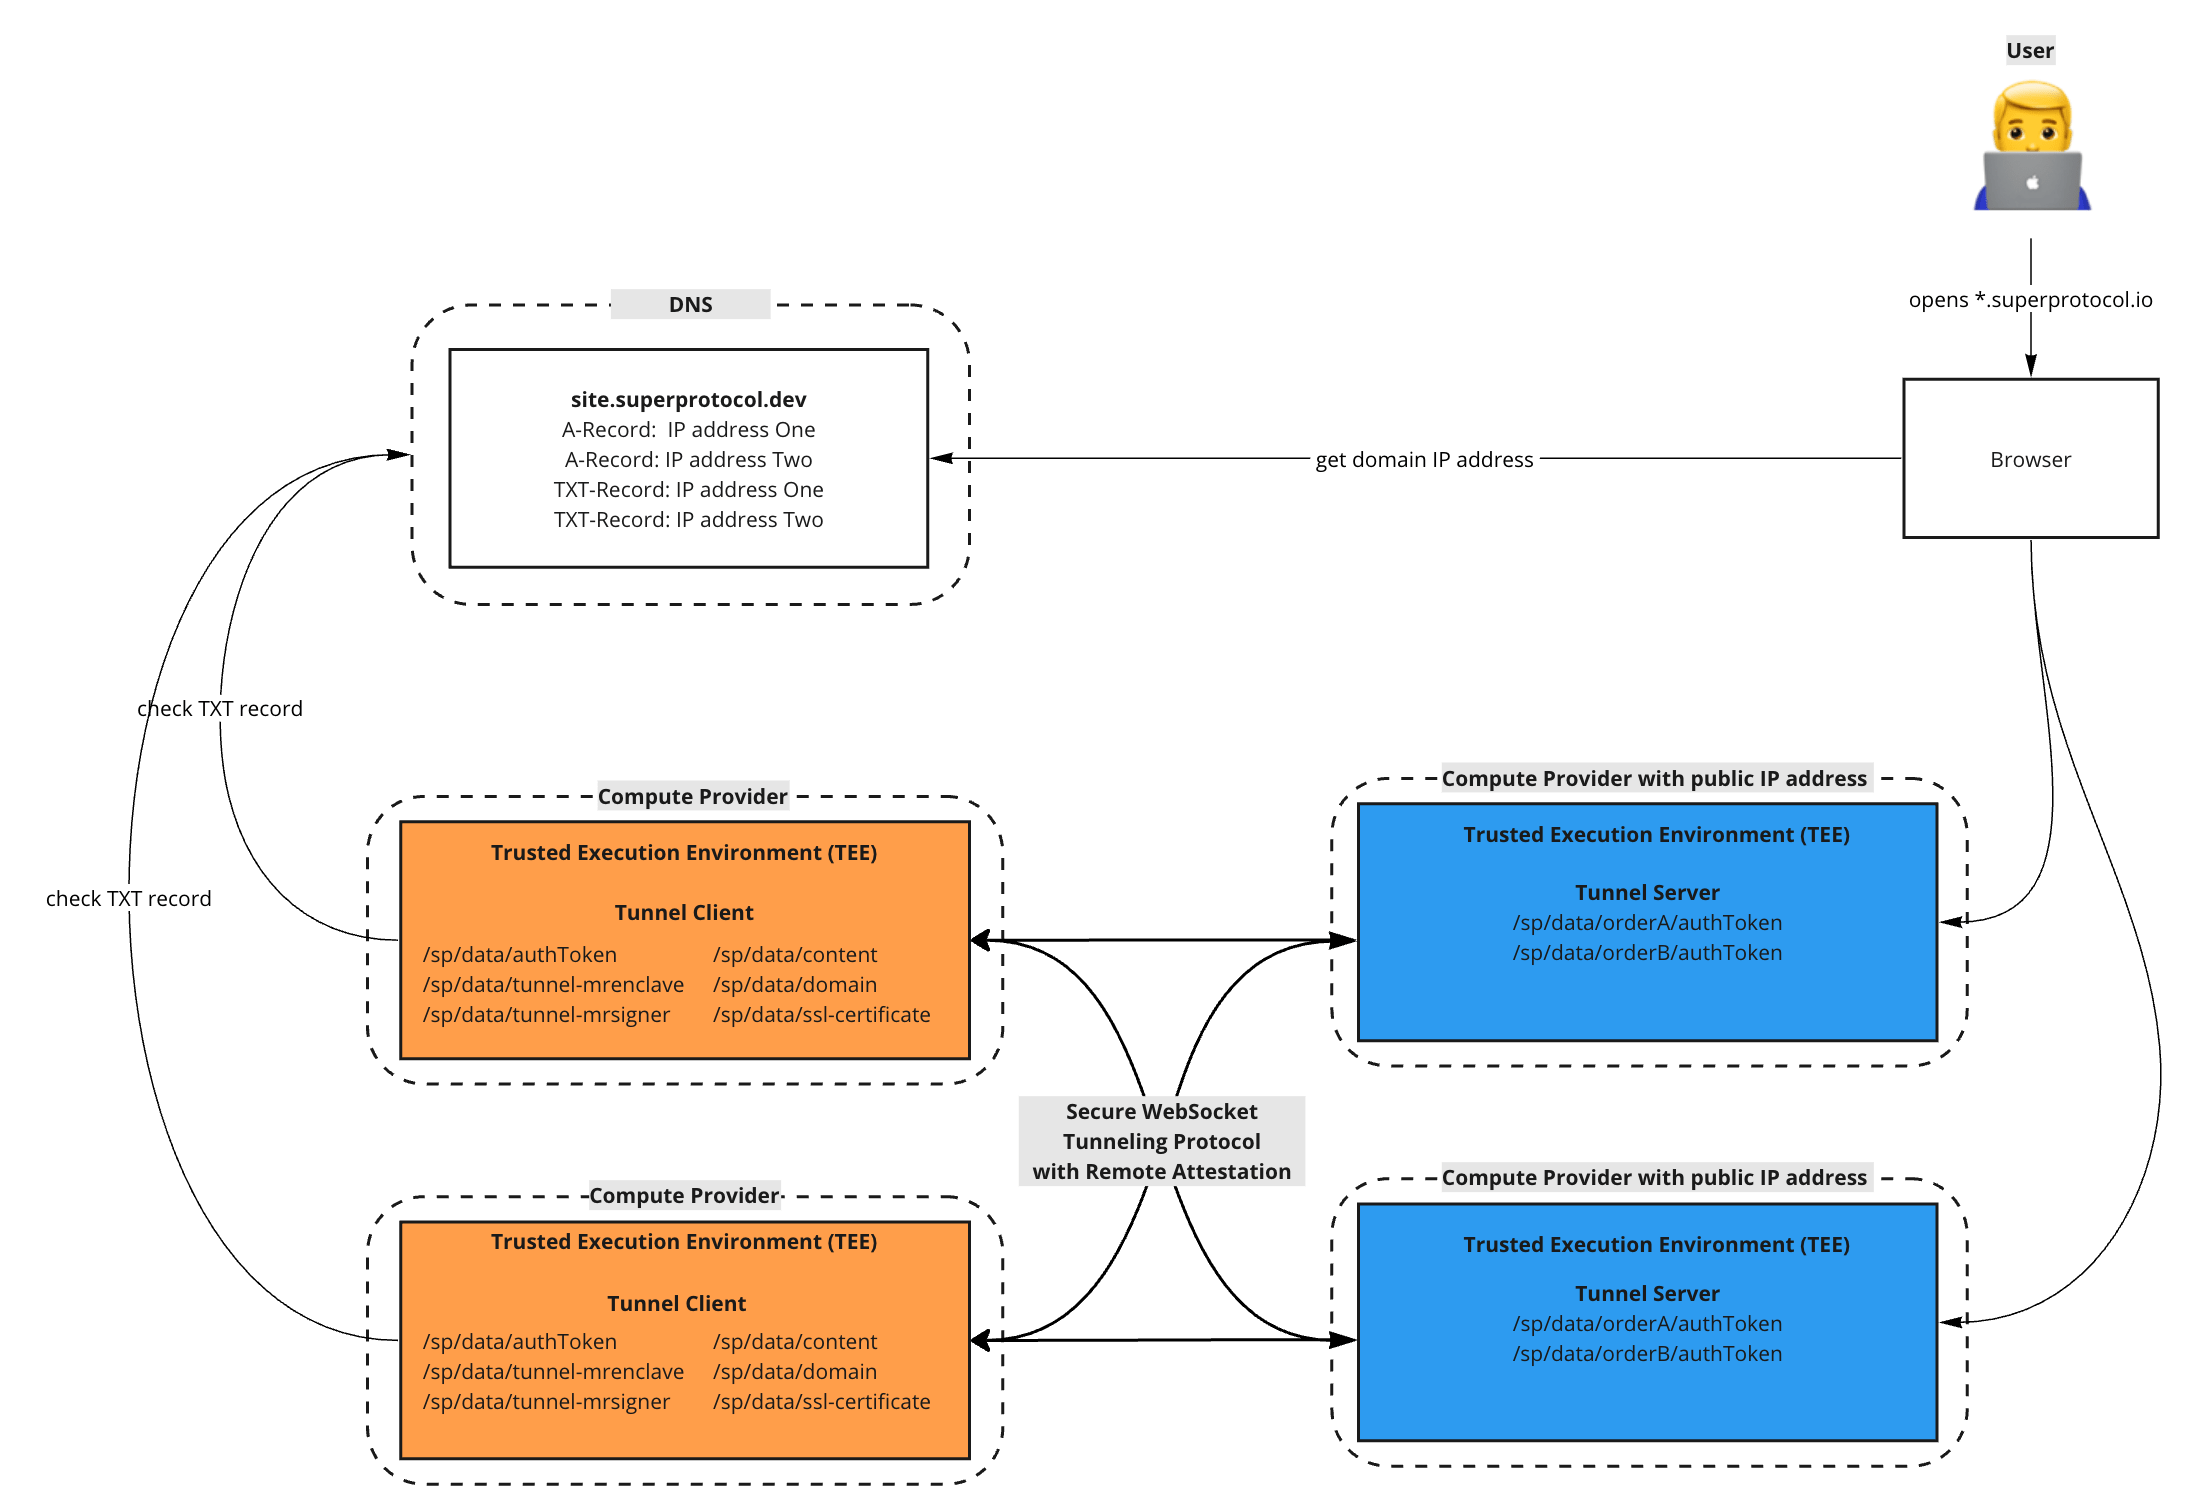 User
opens *.superprotocol.io
Browser
get domain IP address
DNS
site.superprotocol.dev
A-Record:  IP address One
A-Record: IP address Two
TXT-Record: IP address One
TXT-Record: IP address Two
check TXT record
check TXT record
Compute Provider
Trusted Execution Environment (TEE)
Tunnel Client
/sp/data/authToken
/sp/data/tunnel-mrenclave
/sp/data/tunnel-mrsigner
/sp/data/content
/sp/data/domain
/sp/data/ssl-certificate
Compute Provider with public IP address
Trusted Execution Environment (TEE)
Tunnel Server
/sp/data/orderA/authToken
/sp/data/orderB/authToken
Secure WebSocket
Tunneling Protocol
with Remote Attestation
Compute Provider
Trusted Execution Environment (TEE)
Tunnel Client
/sp/data/authToken
/sp/data/tunnel-mrenclave
/sp/data/tunnel-mrsigner
/sp/data/content
/sp/data/domain
/sp/data/ssl-certificate
Compute Provider with public IP address
Trusted Execution Environment (TEE)
Tunnel Server
/sp/data/orderA/authToken
/sp/data/orderB/authToken